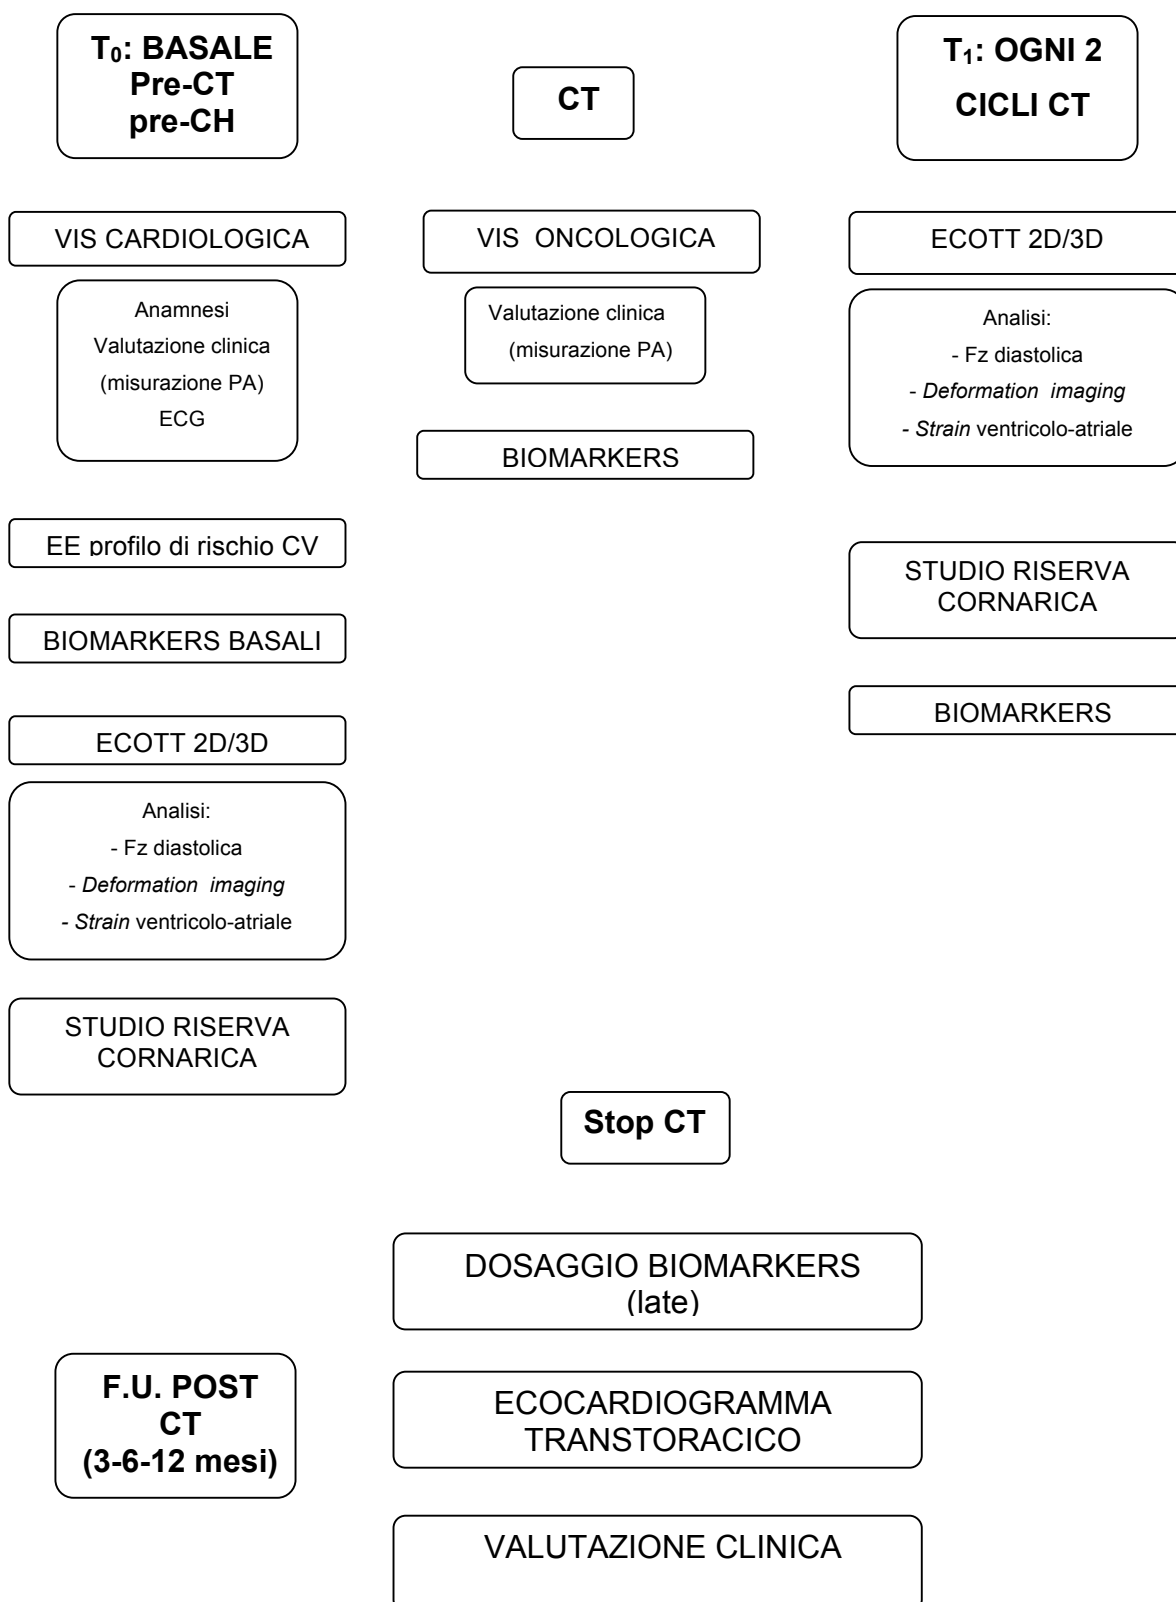 T₀: BASALE
Pre-CT
pre-CH
VIS CARDIOLOGICA
Anamnesi
Valutazione clinica
(misurazione PA)
ECG
EE profilo di rischio CV
BIOMARKERS BASALI
ECOTT 2D/3D
Analisi:
- Fz diastolica
- Deformation imaging
- Strain ventricolo-atriale
STUDIO RISERVA
CORNARICA
CT
VIS ONCOLOGICA
Valutazione clinica
(misurazione PA)
BIOMARKERS
T₁: OGNI 2
CICLI CT
ECOTT 2D/3D
Analisi:
- Fz diastolica
- Deformation imaging
- Strain ventricolo-atriale
STUDIO RISERVA
CORNARICA
BIOMARKERS
Stop CT
F.U. POST
CT
(3-6-12 mesi)
DOSAGGIO BIOMARKERS
(late)
ECOCARDIOGRAMMA
TRANSTORACICO
VALUTAZIONE CLINICA